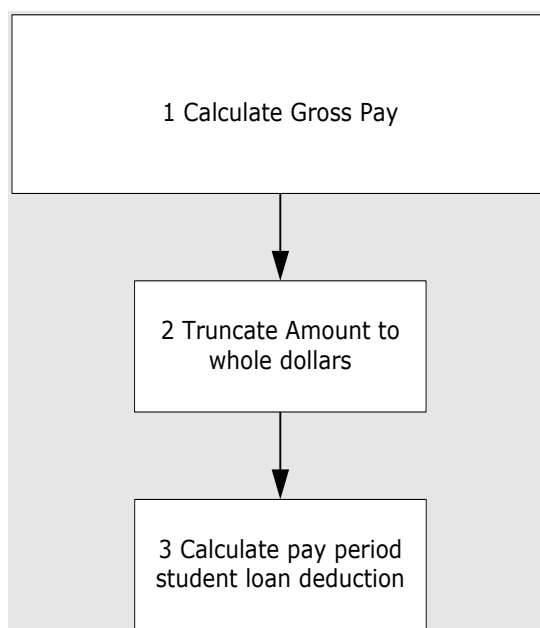 1 Calculate Gross Pay
2 Truncate Amount to
whole dollars
3 Calculate pay period
student loan deduction